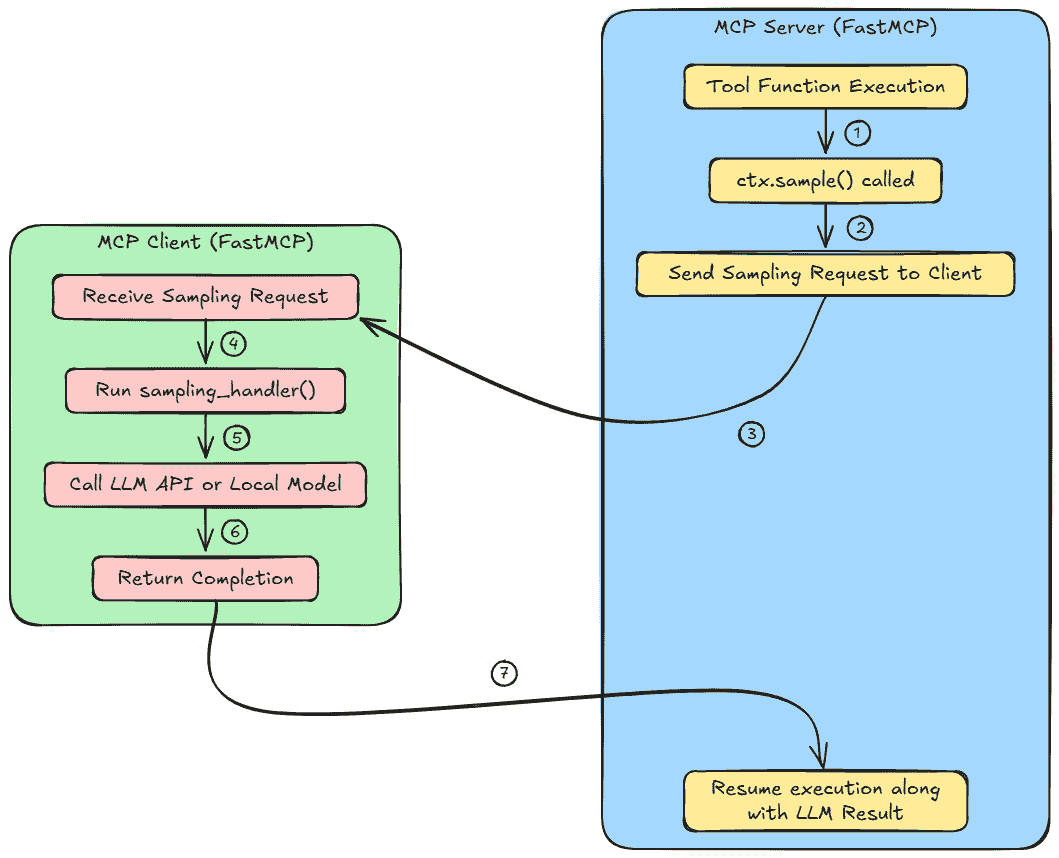 MCP Server (FastMCP)
Tool Function Execution
1
ctx.sample() called
2
Send Sampling Request to Client
3
MCP Client (FastMCP)
Receive Sampling Request
4
Run sampling_handler()
5
Call LLM API or Local Model
6
Return Completion
7
Resume execution along
with LLM Result